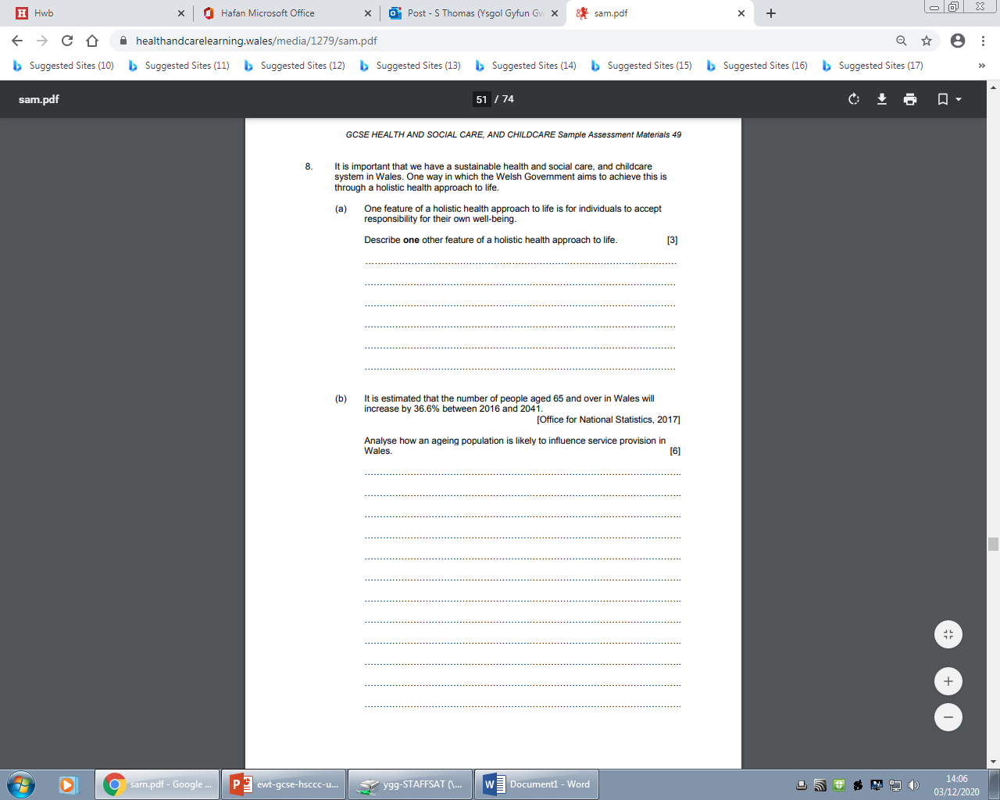 Hwb
Hafan Microsoft Office
Post - S Thomas (Ysgol Gyfun Gw
sam.pdf
healthandcarelearning.wales/media/1279/sam.pdf
Suggested Sites (10)
Suggested Sites (11)
Suggested Sites (12)
Suggested Sites (13)
Suggested Sites (14)
Suggested Sites (15)
Suggested Sites (16)
Suggested Sites (17)
sam.pdf
51 / 74
GCSE HEALTH AND SOCIAL CARE, AND CHILDCARE Sample Assessment Materials 49
8. It is important that we have a sustainable health and social care, and childcare
system in Wales. One way in which the Welsh Government aims to achieve this is
through a holistic health approach to life.
(a) One feature of a holistic health approach to life is for individuals to accept
responsibility for their own well-being.
Describe one other feature of a holistic health approach to life. [3]
(b) It is estimated that the number of people aged 65 and over in Wales will
increase by 36.6% between 2016 and 2041.
[Office for National Statistics, 2017]
Analyse how an ageing population is likely to influence service provision in
Wales. [6]
sam.pdf - Google ...
ewt-gcse-hsccc-u...
ygg-STAFFSAT (\\...
Document1 - Word
14:06
03/12/2020